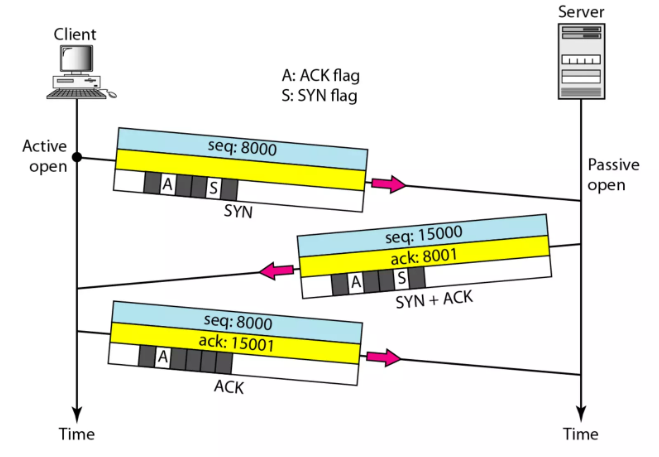 Client
Server
A: ACK flag
S: SYN flag
Active
open
seq: 8000
A
S
SYN
Passive
open
seq: 15000
ack: 8001
A
S
SYN + ACK
seq: 8000
ack: 15001
A
ACK
Time
Time